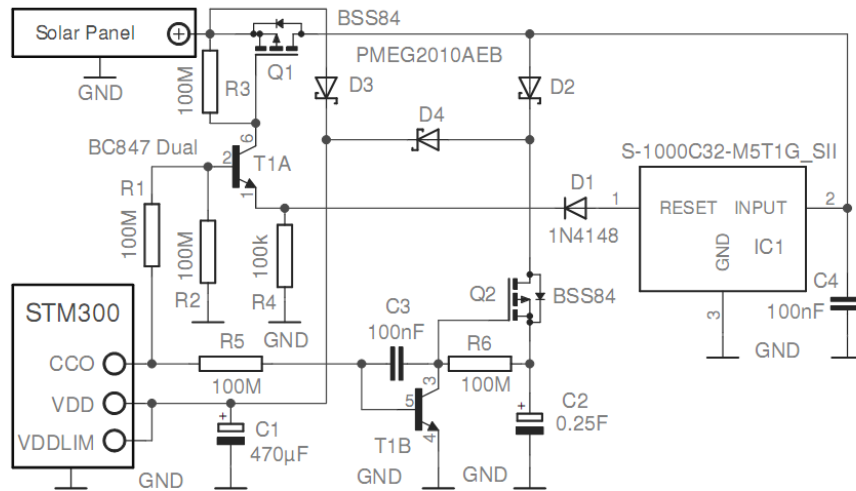 Solar Panel
BSS84
PMEG2010AEB
GND
100M
R3
Q1
D3
D2
D4
BC847 Dual
2
6
T1A
1
S-1000C32-M5T1G_SII
D1
1
2
RESET
INPUT
GND
IC1
3
1N4148
R1
100M
100M
R2
100k
R4
GND
Q2
BSS84
C4
100nF
GND
STM300
CCO
VDD
VDDLIM
R5
100M
C3
100nF
R6
100M
3
5
T1B
4
+
C1
470µF
+
C2
0.25F
GND
GND
GND